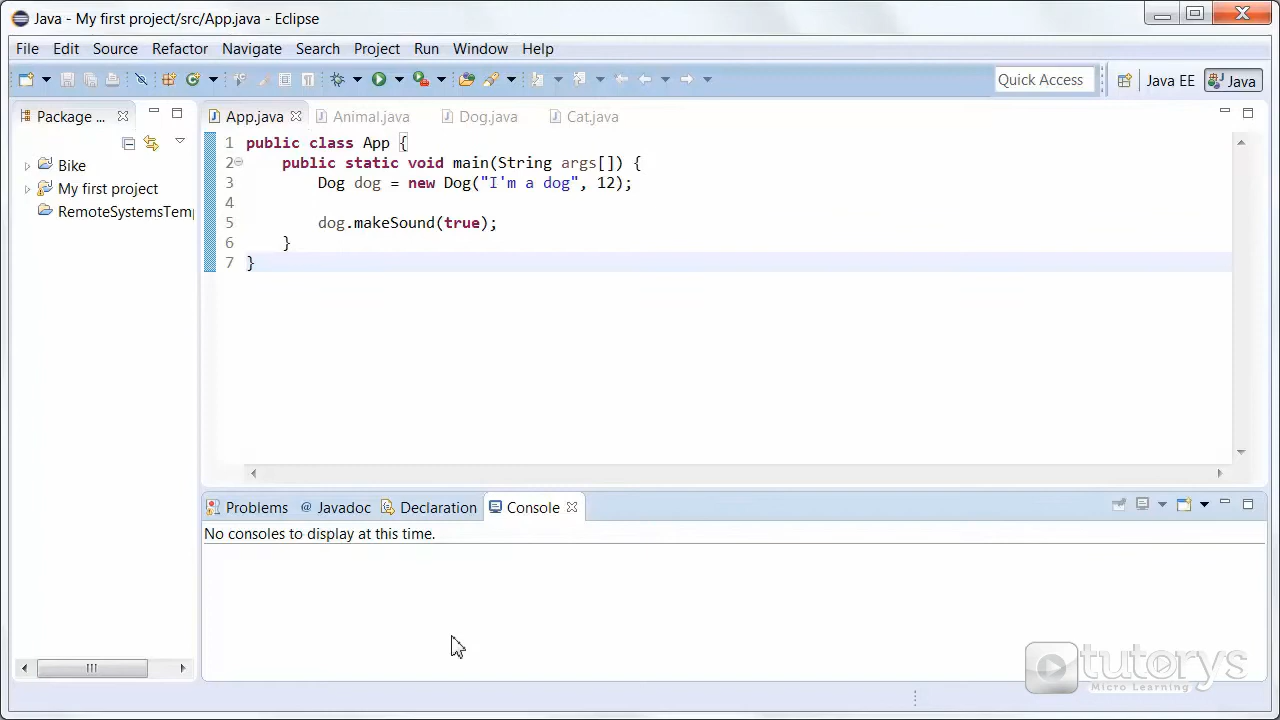 Java - My first project/src/App.java - Eclipse
File Edit Source Refactor Navigate Search Project Run Window Help
Quick Access Java EE Java
Package ... App.java Animal.java Dog.java Cat.java
Bike
My first project
RemoteSystemsTemp
1 public class App {
2 public static void main(String args[]) {
3 Dog dog = new Dog("I'm a dog", 12);
4
5 dog.makeSound(true);
6 }
7 }
Problems @ Javadoc Declaration Console
No consoles to display at this time.
tutorys
Micro Learning